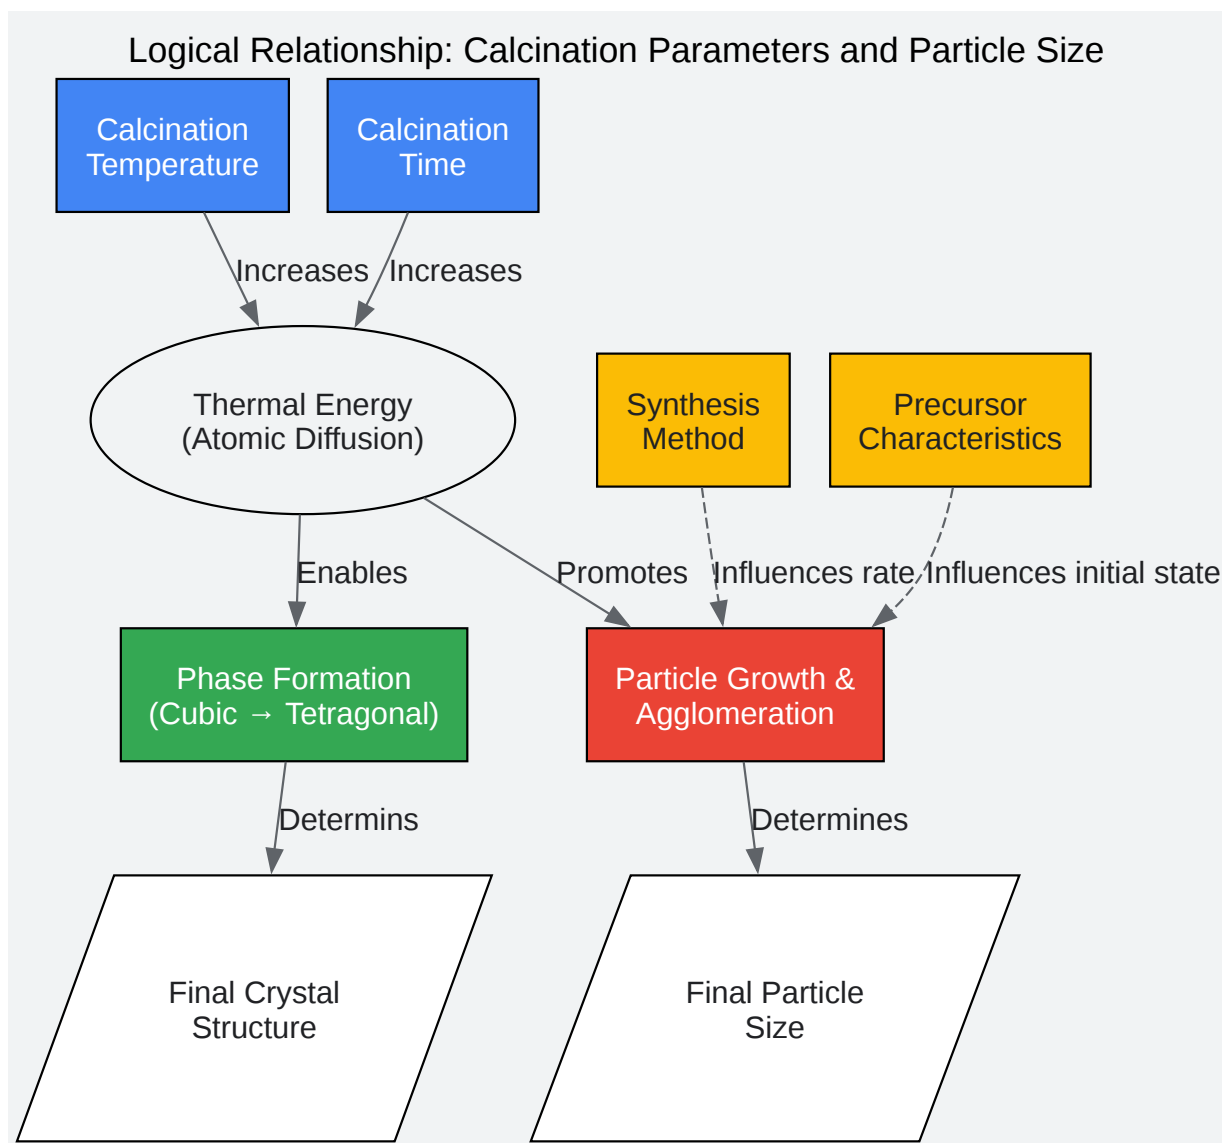 Logical Relationship: Calcination Parameters and Particle Size
Calcination
Temperature
Calcination
Time
Increases
Increases
Thermal Energy
(Atomic Diffusion)
Synthesis
Method
Precursor
Characteristics
Enables
Promotes
Influences rate
Influences initial state
Phase Formation
(Cubic → Tetragonal)
Particle Growth &
Agglomeration
Determins
Determines
Final Crystal
Structure
Final Particle
Size